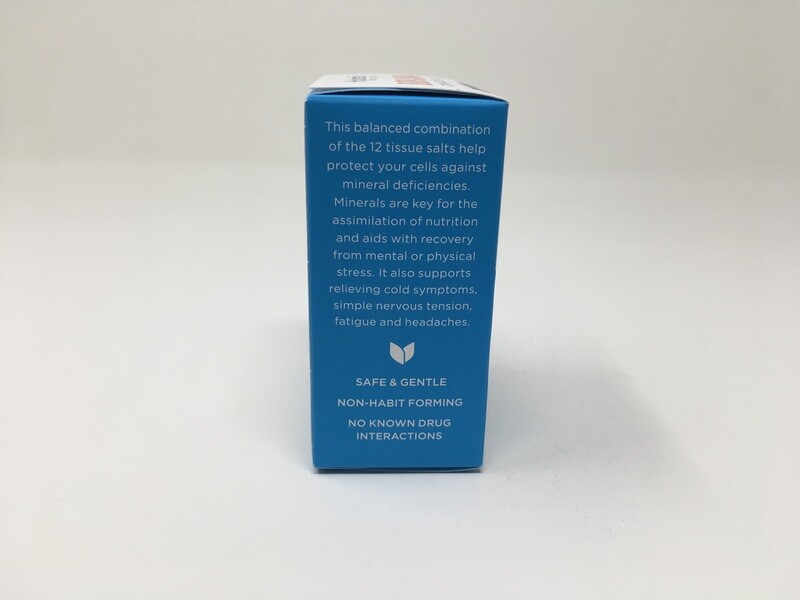 This balanced combination
of the 12 tissue salts help
protect your cells against
mineral deficiencies.
Minerals are key for the
assimilation of nutrition
and aids with recovery
from mental or physical
stress. It also supports
relieving cold symptoms,
simple nervous tension,
fatigue and headaches.
SAFE & GENTLE
NON-HABIT FORMING
NO KNOWN DRUG
INTERACTIONS